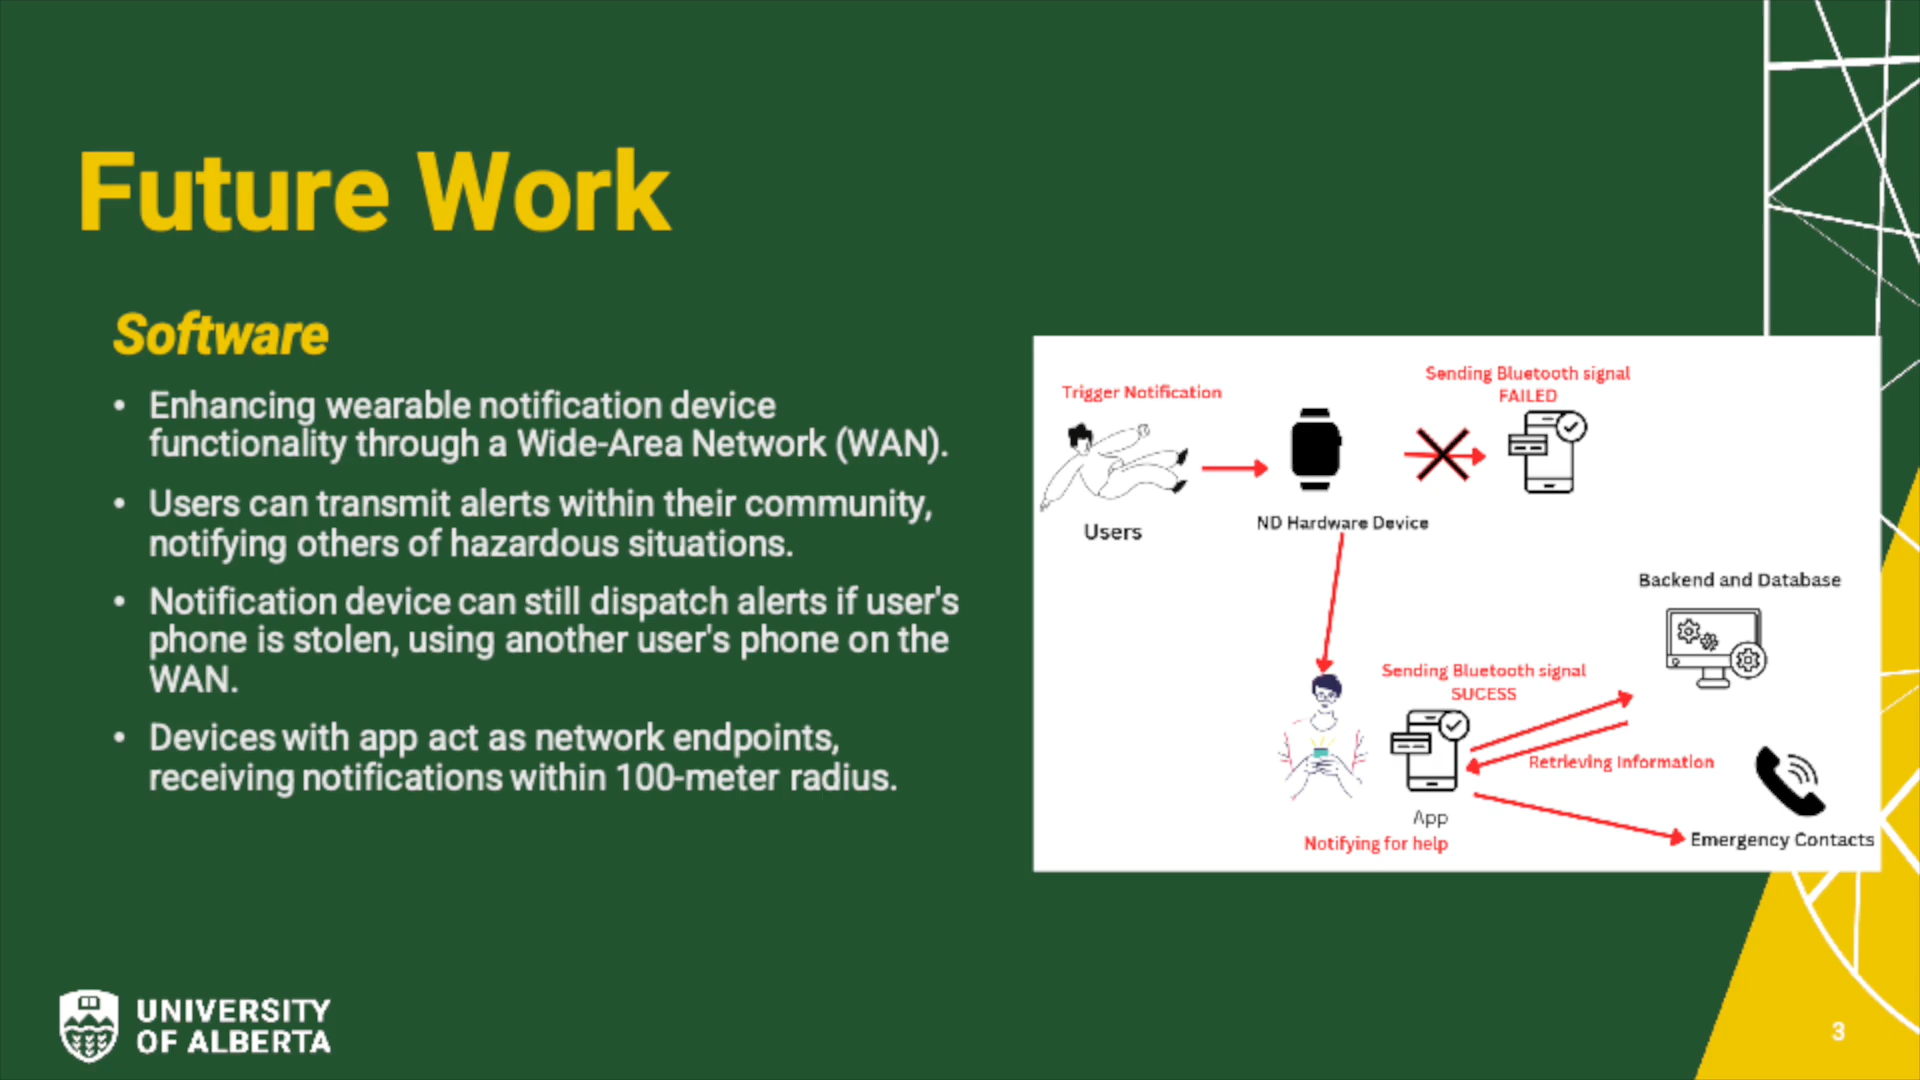 Future Work
Software
• Enhancing wearable notification device
functionality through a Wide-Area Network (WAN).
• Users can transmit alerts within their community,
notifying others of hazardous situations.
• Notification device can still dispatch alerts if user's
phone is stolen, using another user's phone on the
WAN.
• Devices with app act as network endpoints,
receiving notifications within 100-meter radius.
Trigger Notification
Sending Bluetooth signal
FAILED
Users
ND Hardware Device
Backend and Database
Sending Bluetooth signal
SUCESS
Retrieving Information
App
Notifying for help
Emergency Contacts
UNIVERSITY
OF ALBERTA
3